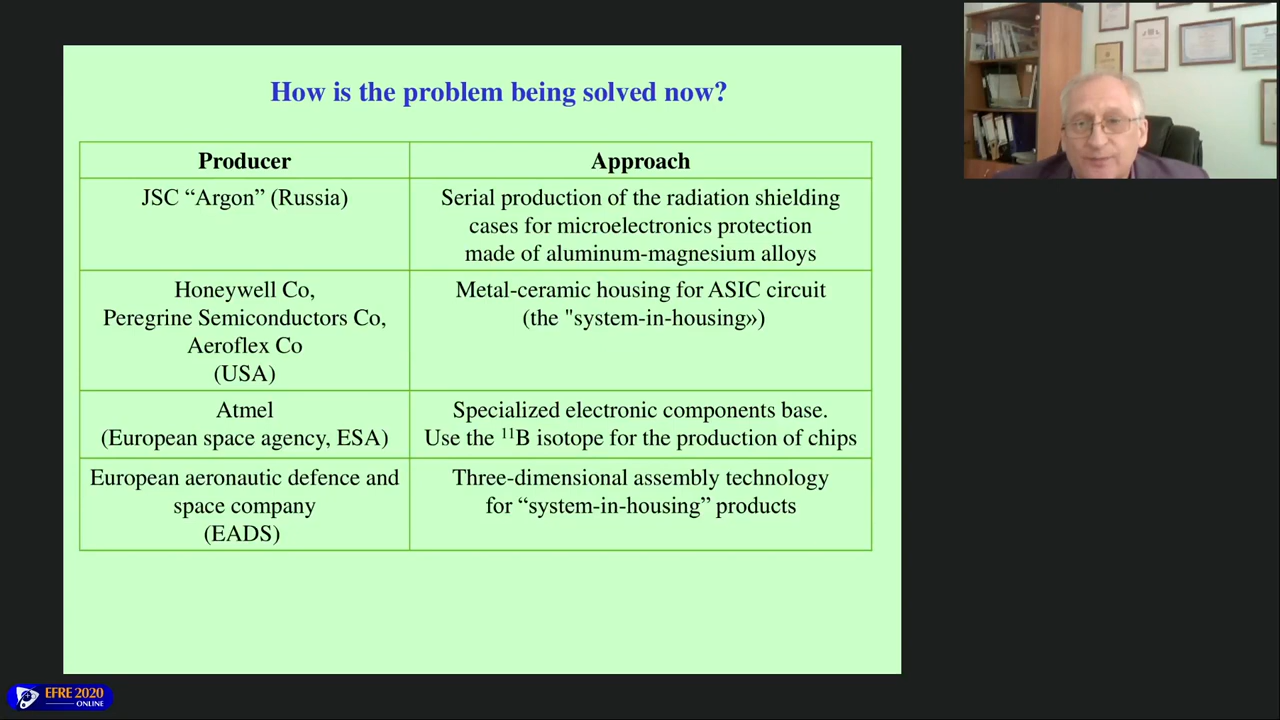 How is the problem being solved now?
Producer
Approach
JSC “Argon” (Russia)
Serial production of the radiation shielding
cases for microelectronics protection
made of aluminum-magnesium alloys
Honeywell Co,
Peregrine Semiconductors Co,
Aeroflex Co
(USA)
Metal-ceramic housing for ASIC circuit
(the "system-in-housing»)
Atmel
(European space agency, ESA)
Specialized electronic components base.
Use the ¹¹B isotope for the production of chips
European aeronautic defence and
space company
(EADS)
Three-dimensional assembly technology
for “system-in-housing” products
EFRE 2020
ONLINE